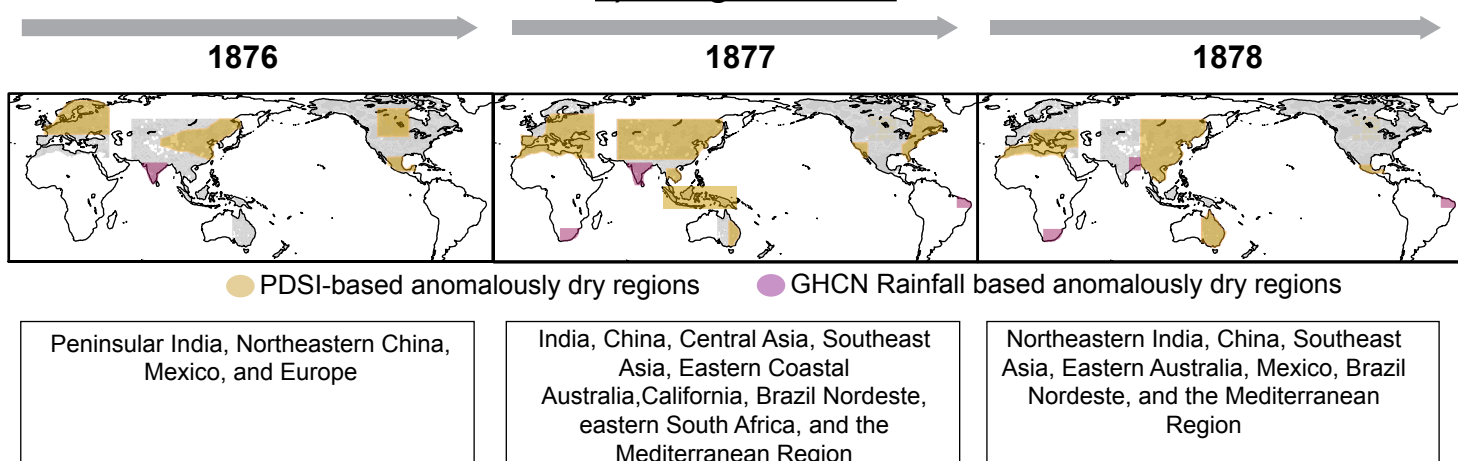 1876
1877
1878
PDSI-based anomalously dry regions
GHCN Rainfall based anomalously dry regions
Peninsular India, Northeastern China,
Mexico, and Europe
India, China, Central Asia, Southeast
Asia, Eastern Coastal
Australia,California, Brazil Nordeste,
eastern South Africa, and the
Mediterranean Region
Northeastern India, China, Southeast
Asia, Eastern Australia, Mexico, Brazil
Nordeste, and the Mediterranean
Region